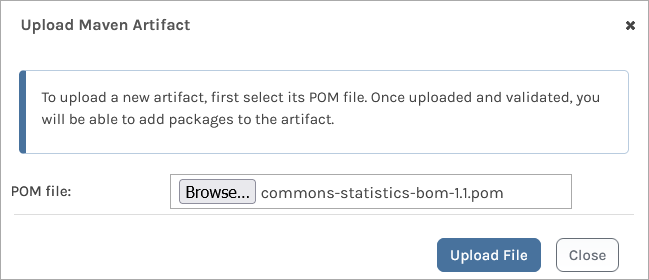 Upload Maven Artifact
To upload a new artifact, first select its POM file. Once uploaded and validated, you
will be able to add packages to the artifact.
POM file: Browse... commons-statistics-bom-1.1.pom
Upload File Close